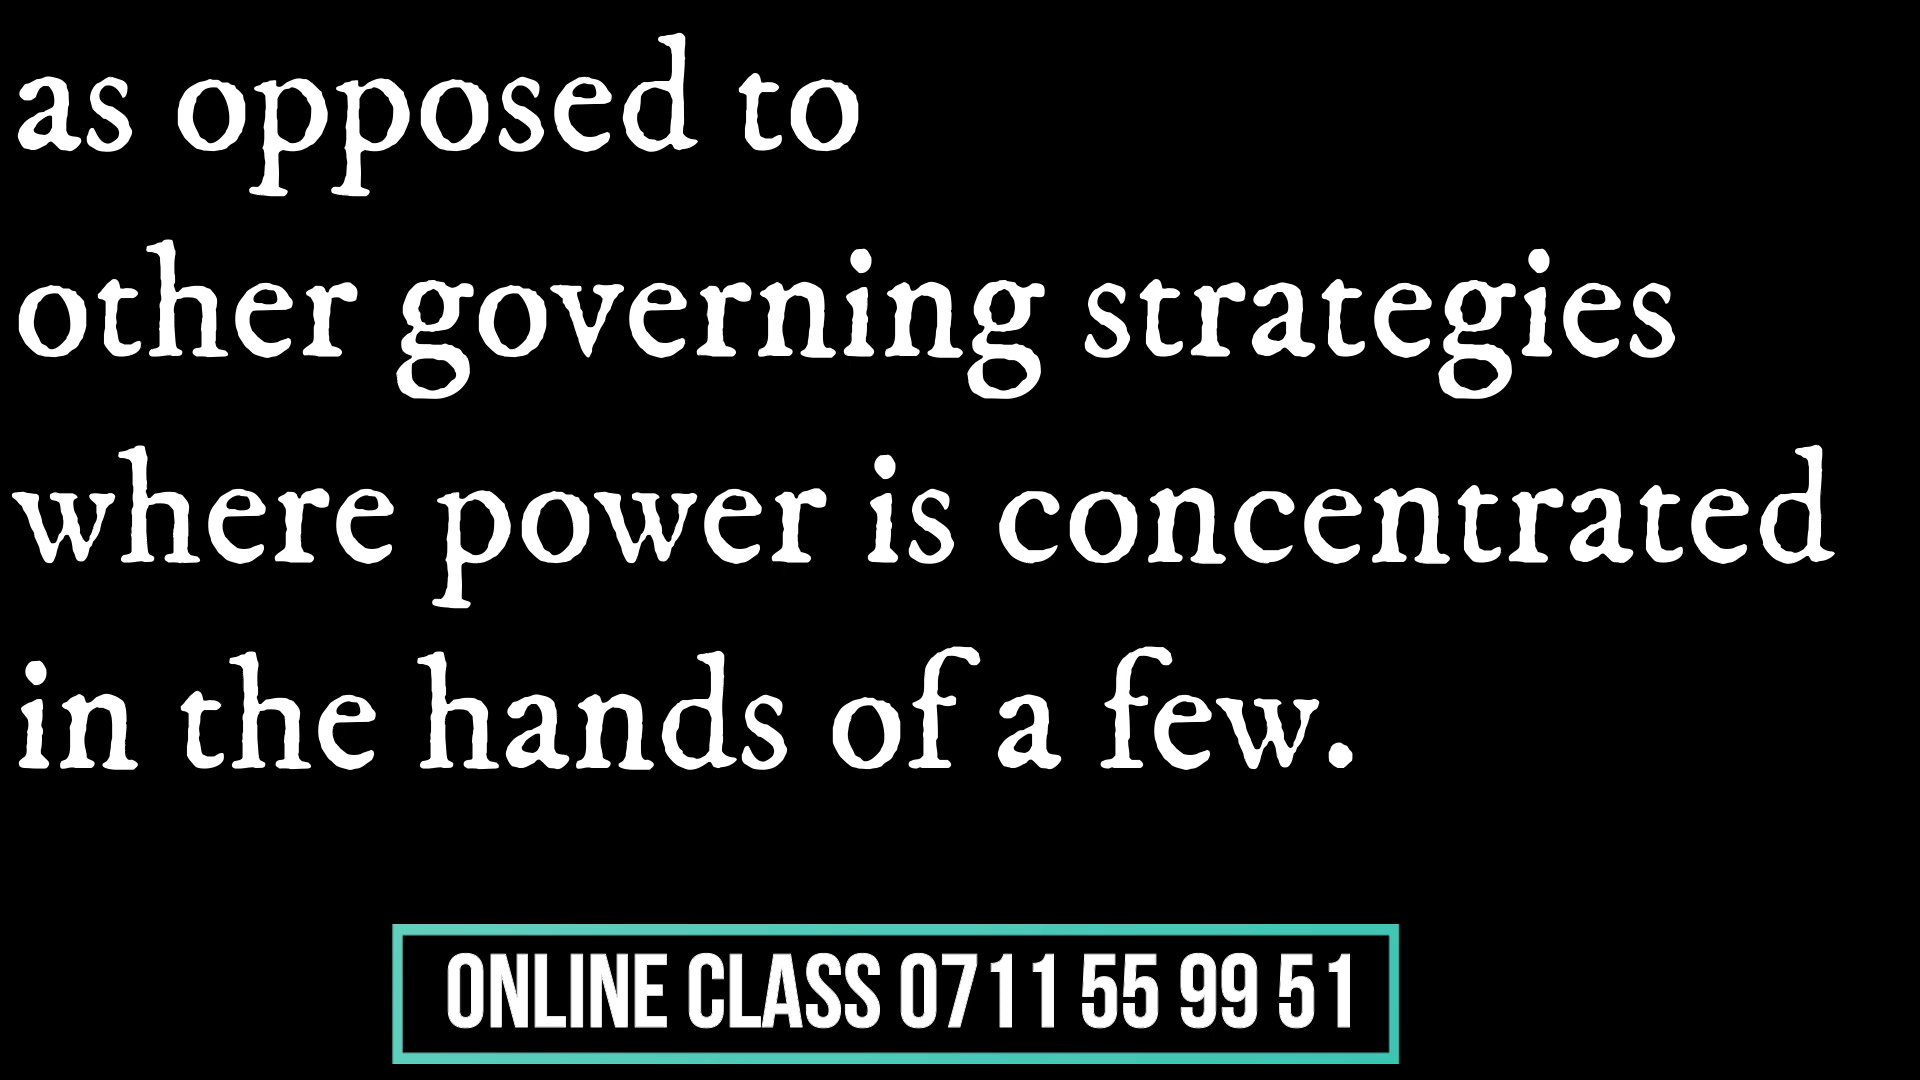 as opposed to
other governing strategies
where power is concentrated
in the hands of a few.
ONLINE CLASS 0711 55 99 51